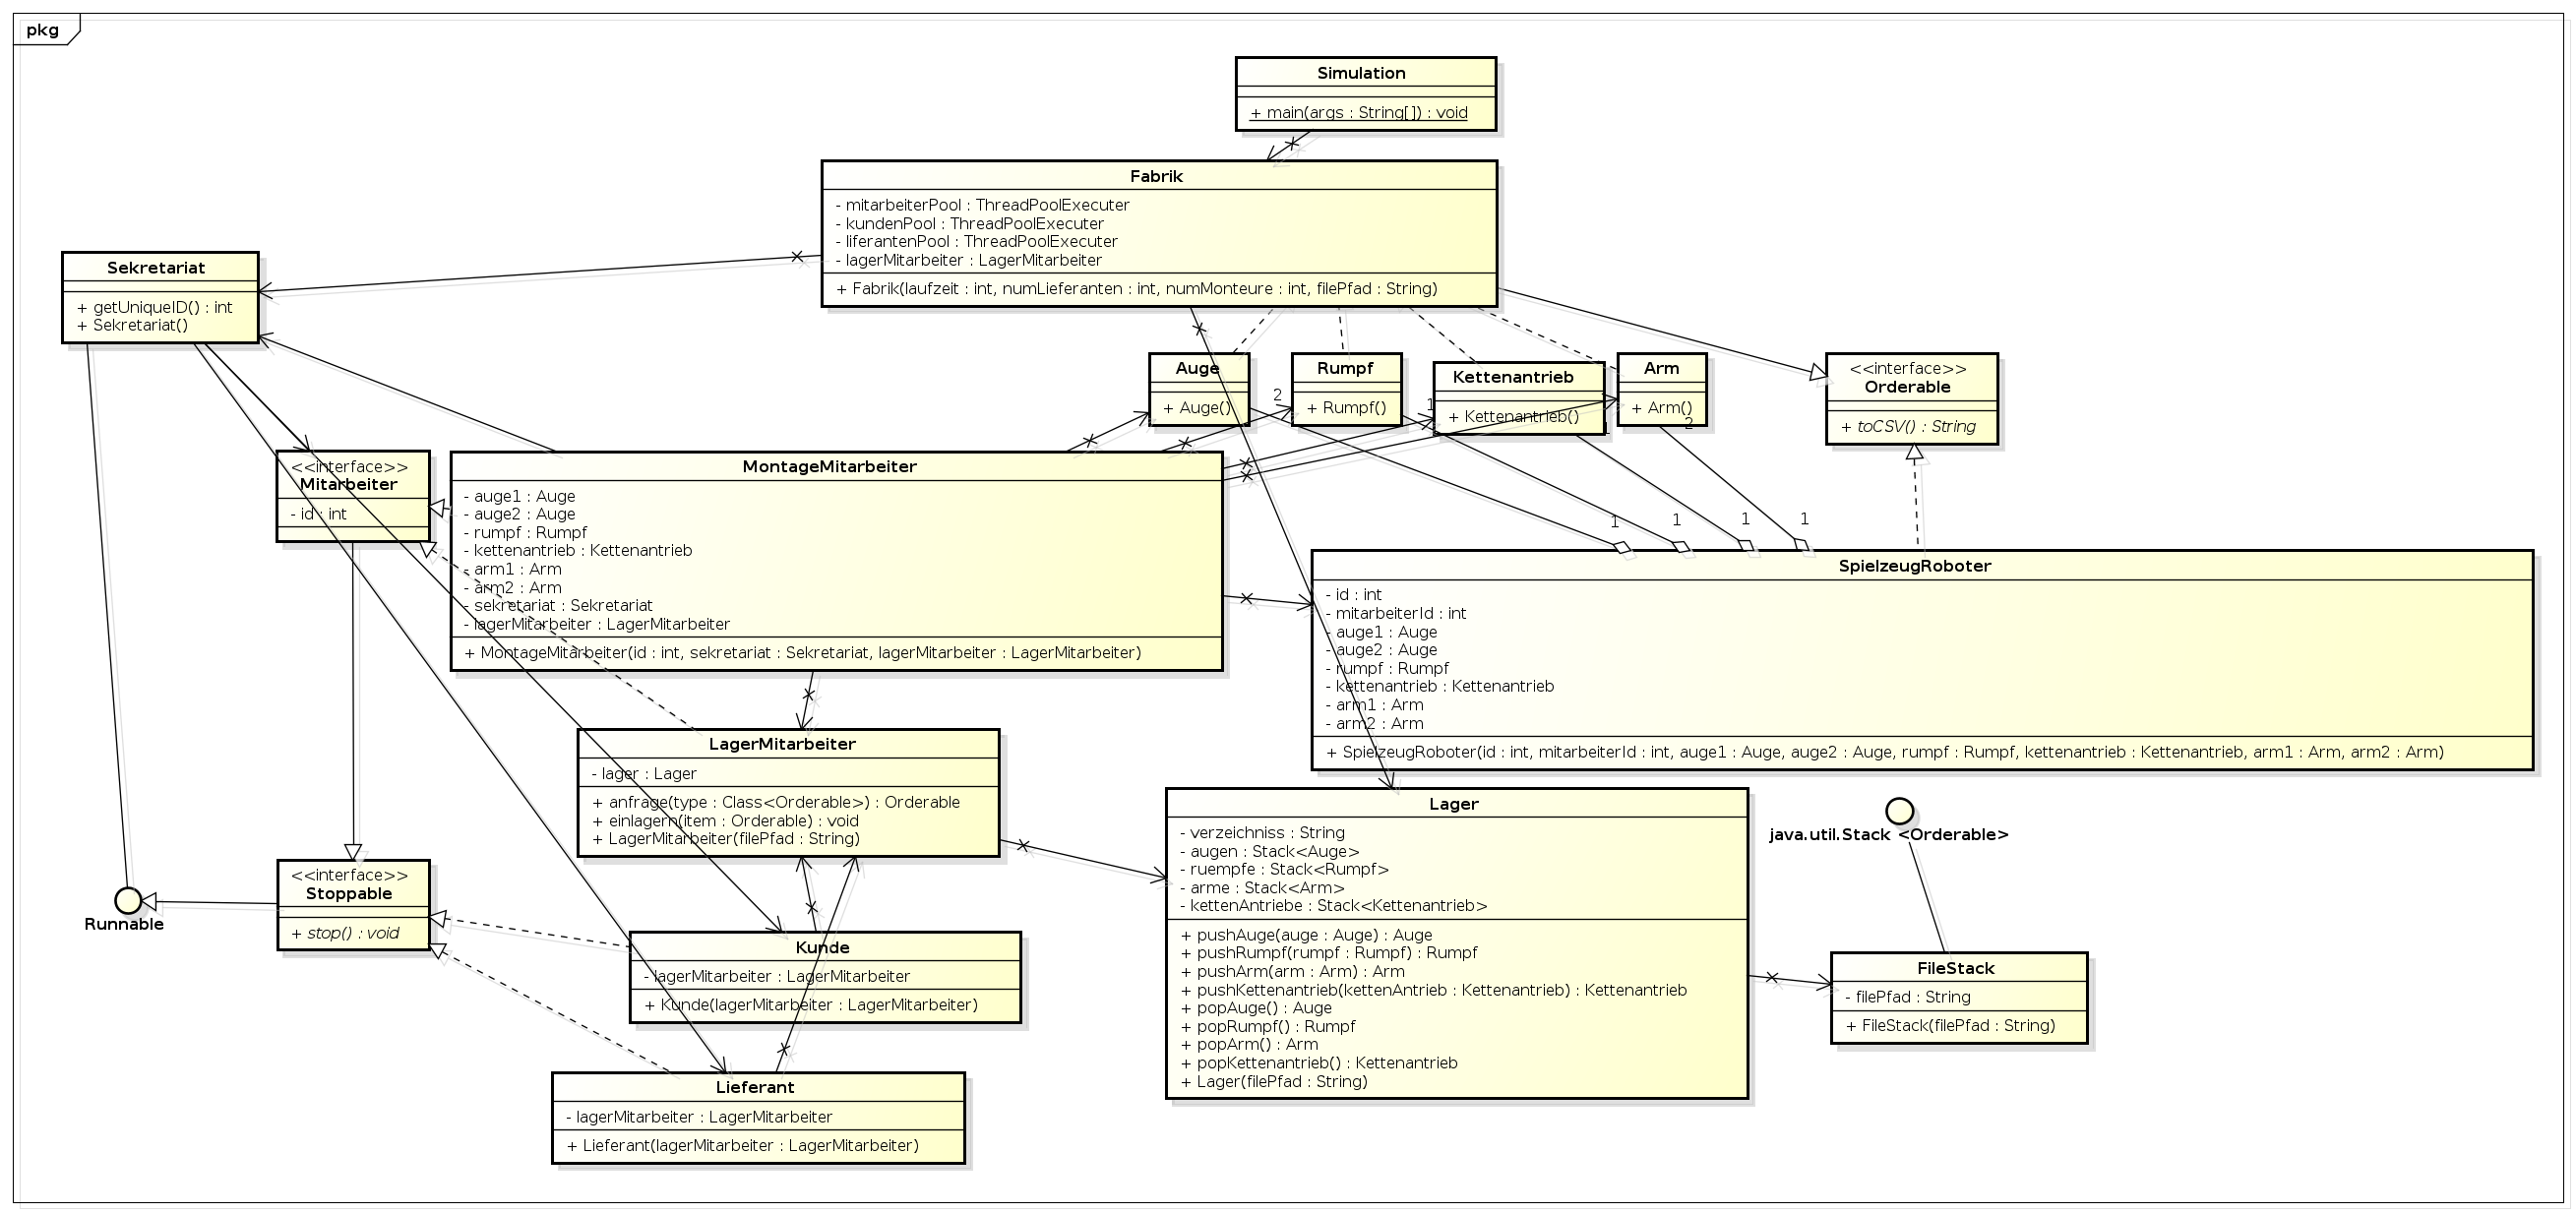 pkg
Simulation
+ main(args : String[]) : void
Fabrik
- mitarbeiterPool : ThreadPoolExecuter
- kundenPool : ThreadPoolExecuter
- liferantenPool : ThreadPoolExecuter
- lagerMitarbeiter : LagerMitarbeiter
+ Fabrik(laufzeit : int, numLieferanten : int, numMonteure : int, filePfad : String)
Sekretariat
+ getUniqueID() : int
+ Sekretariat()
Auge
+ Auge()
Rumpf
+ Rumpf()
Kettenantrieb
+ Kettenantrieb()
Arm
+ Arm()
<<interface>>
Orderable
+ toCSV() : String
2
1
1
2
<<interface>>
Mitarbeiter
- id : int
MontageMitarbeiter
- auge1 : Auge
- auge2 : Auge
- rumpf : Rumpf
- kettenantrieb : Kettenantrieb
- arm1 : Arm
- arm2 : Arm
- sekretariat : Sekretariat
- lagerMitarbeiter : LagerMitarbeiter
+ MontageMitarbeiter(id : int, sekretariat : Sekretariat, lagerMitarbeiter : LagerMitarbeiter)
1
1
1
1
SpielzeugRoboter
- id : int
- mitarbeiterId : int
- auge1 : Auge
- auge2 : Auge
- rumpf : Rumpf
- kettenantrieb : Kettenantrieb
- arm1 : Arm
- arm2 : Arm
+ SpielzeugRoboter(id : int, mitarbeiterId : int, auge1 : Auge, auge2 : Auge, rumpf : Rumpf, kettenantrieb : Kettenantrieb, arm1 : Arm, arm2 : Arm)
LagerMitarbeiter
- lager : Lager
+ anfrage(type : Class<Orderable>) : Orderable
+ einlagern(item : Orderable) : void
+ LagerMitarbeiter(filePfad : String)
Lager
- verzeichniss : String
- augen : Stack<Auge>
- ruempfe : Stack<Rumpf>
- arme : Stack<Arm>
- kettenAntriebe : Stack<Kettenantrieb>
+ pushAuge(auge : Auge) : Auge
+ pushRumpf(rumpf : Rumpf) : Rumpf
+ pushArm(arm : Arm) : Arm
+ pushKettenantrieb(kettenAntrieb : Kettenantrieb) : Kettenantrieb
+ popAuge() : Auge
+ popRumpf() : Rumpf
+ popArm() : Arm
+ popKettenantrieb() : Kettenantrieb
+ Lager(filePfad : String)
java.util.Stack <Orderable>
FileStack
- filePfad : String
+ FileStack(filePfad : String)
Runnable
<<interface>>
Stoppable
+ stop() : void
Kunde
- lagerMitarbeiter : LagerMitarbeiter
+ Kunde(lagerMitarbeiter : LagerMitarbeiter)
Lieferant
- lagerMitarbeiter : LagerMitarbeiter
+ Lieferant(lagerMitarbeiter : LagerMitarbeiter)